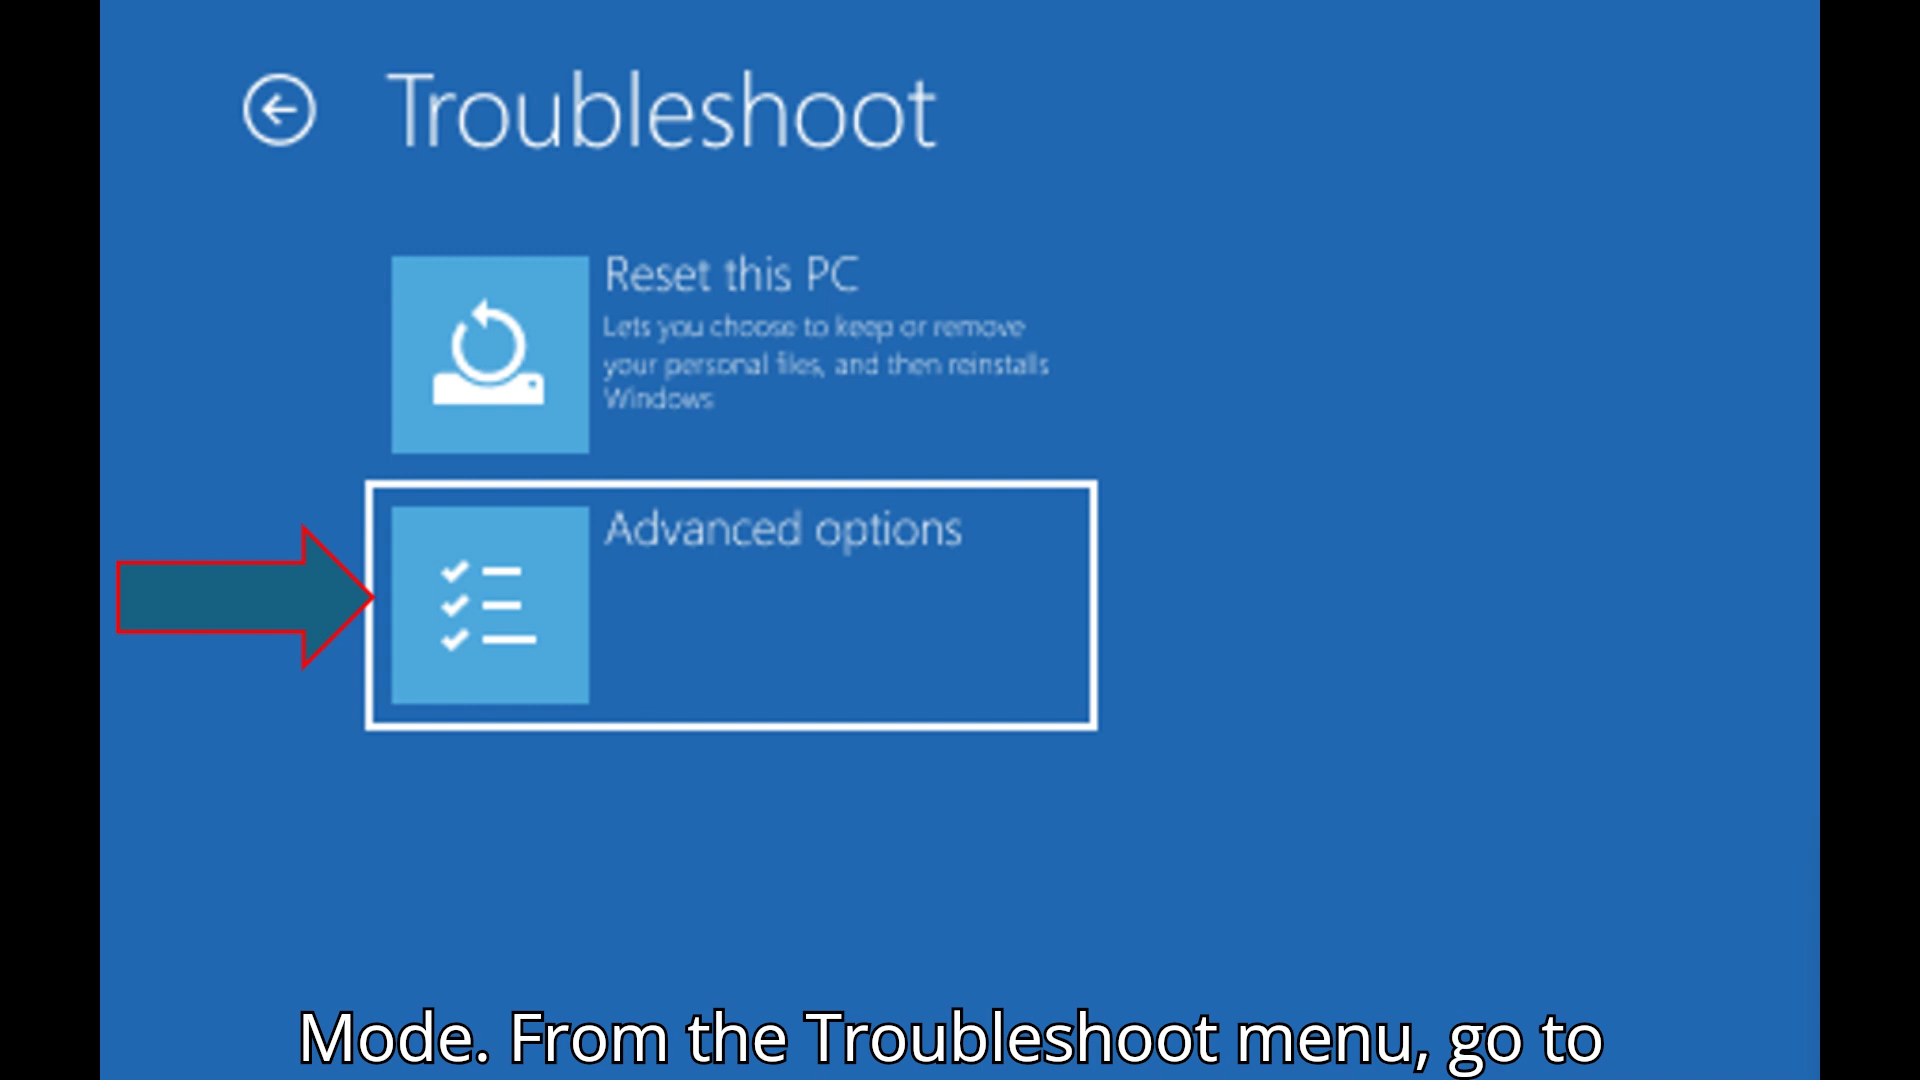 Troubleshoot
Reset this PC
Lets you choose to keep or remove
your personal files, and then reinstalls
Windows
Advanced options
Mode. From the Troubleshoot menu, go to